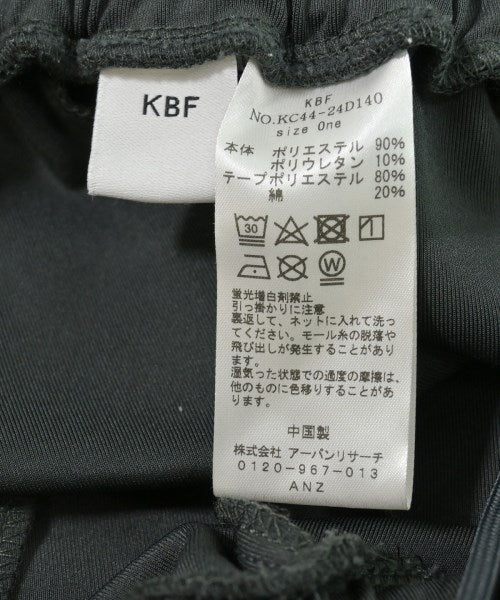 KBF
KBF
NO.KC44-24D140
size One
本体 ポリエステル 90%
ポリウレタン 10%
テープポリエステル 80%
綿 20%
30
W
蛍光増白剤禁止
引っ掛かりに注意
裏返して、ネットに入れて洗っ
てください。モール糸の脱落や
飛び出しが発生することがあり
ます。
湿気った状態での過度の摩擦は、
他のものに色移りすることがあ
ります。
中国製
株式会社 アーバンリサーチ
0120-967-013
ANZ